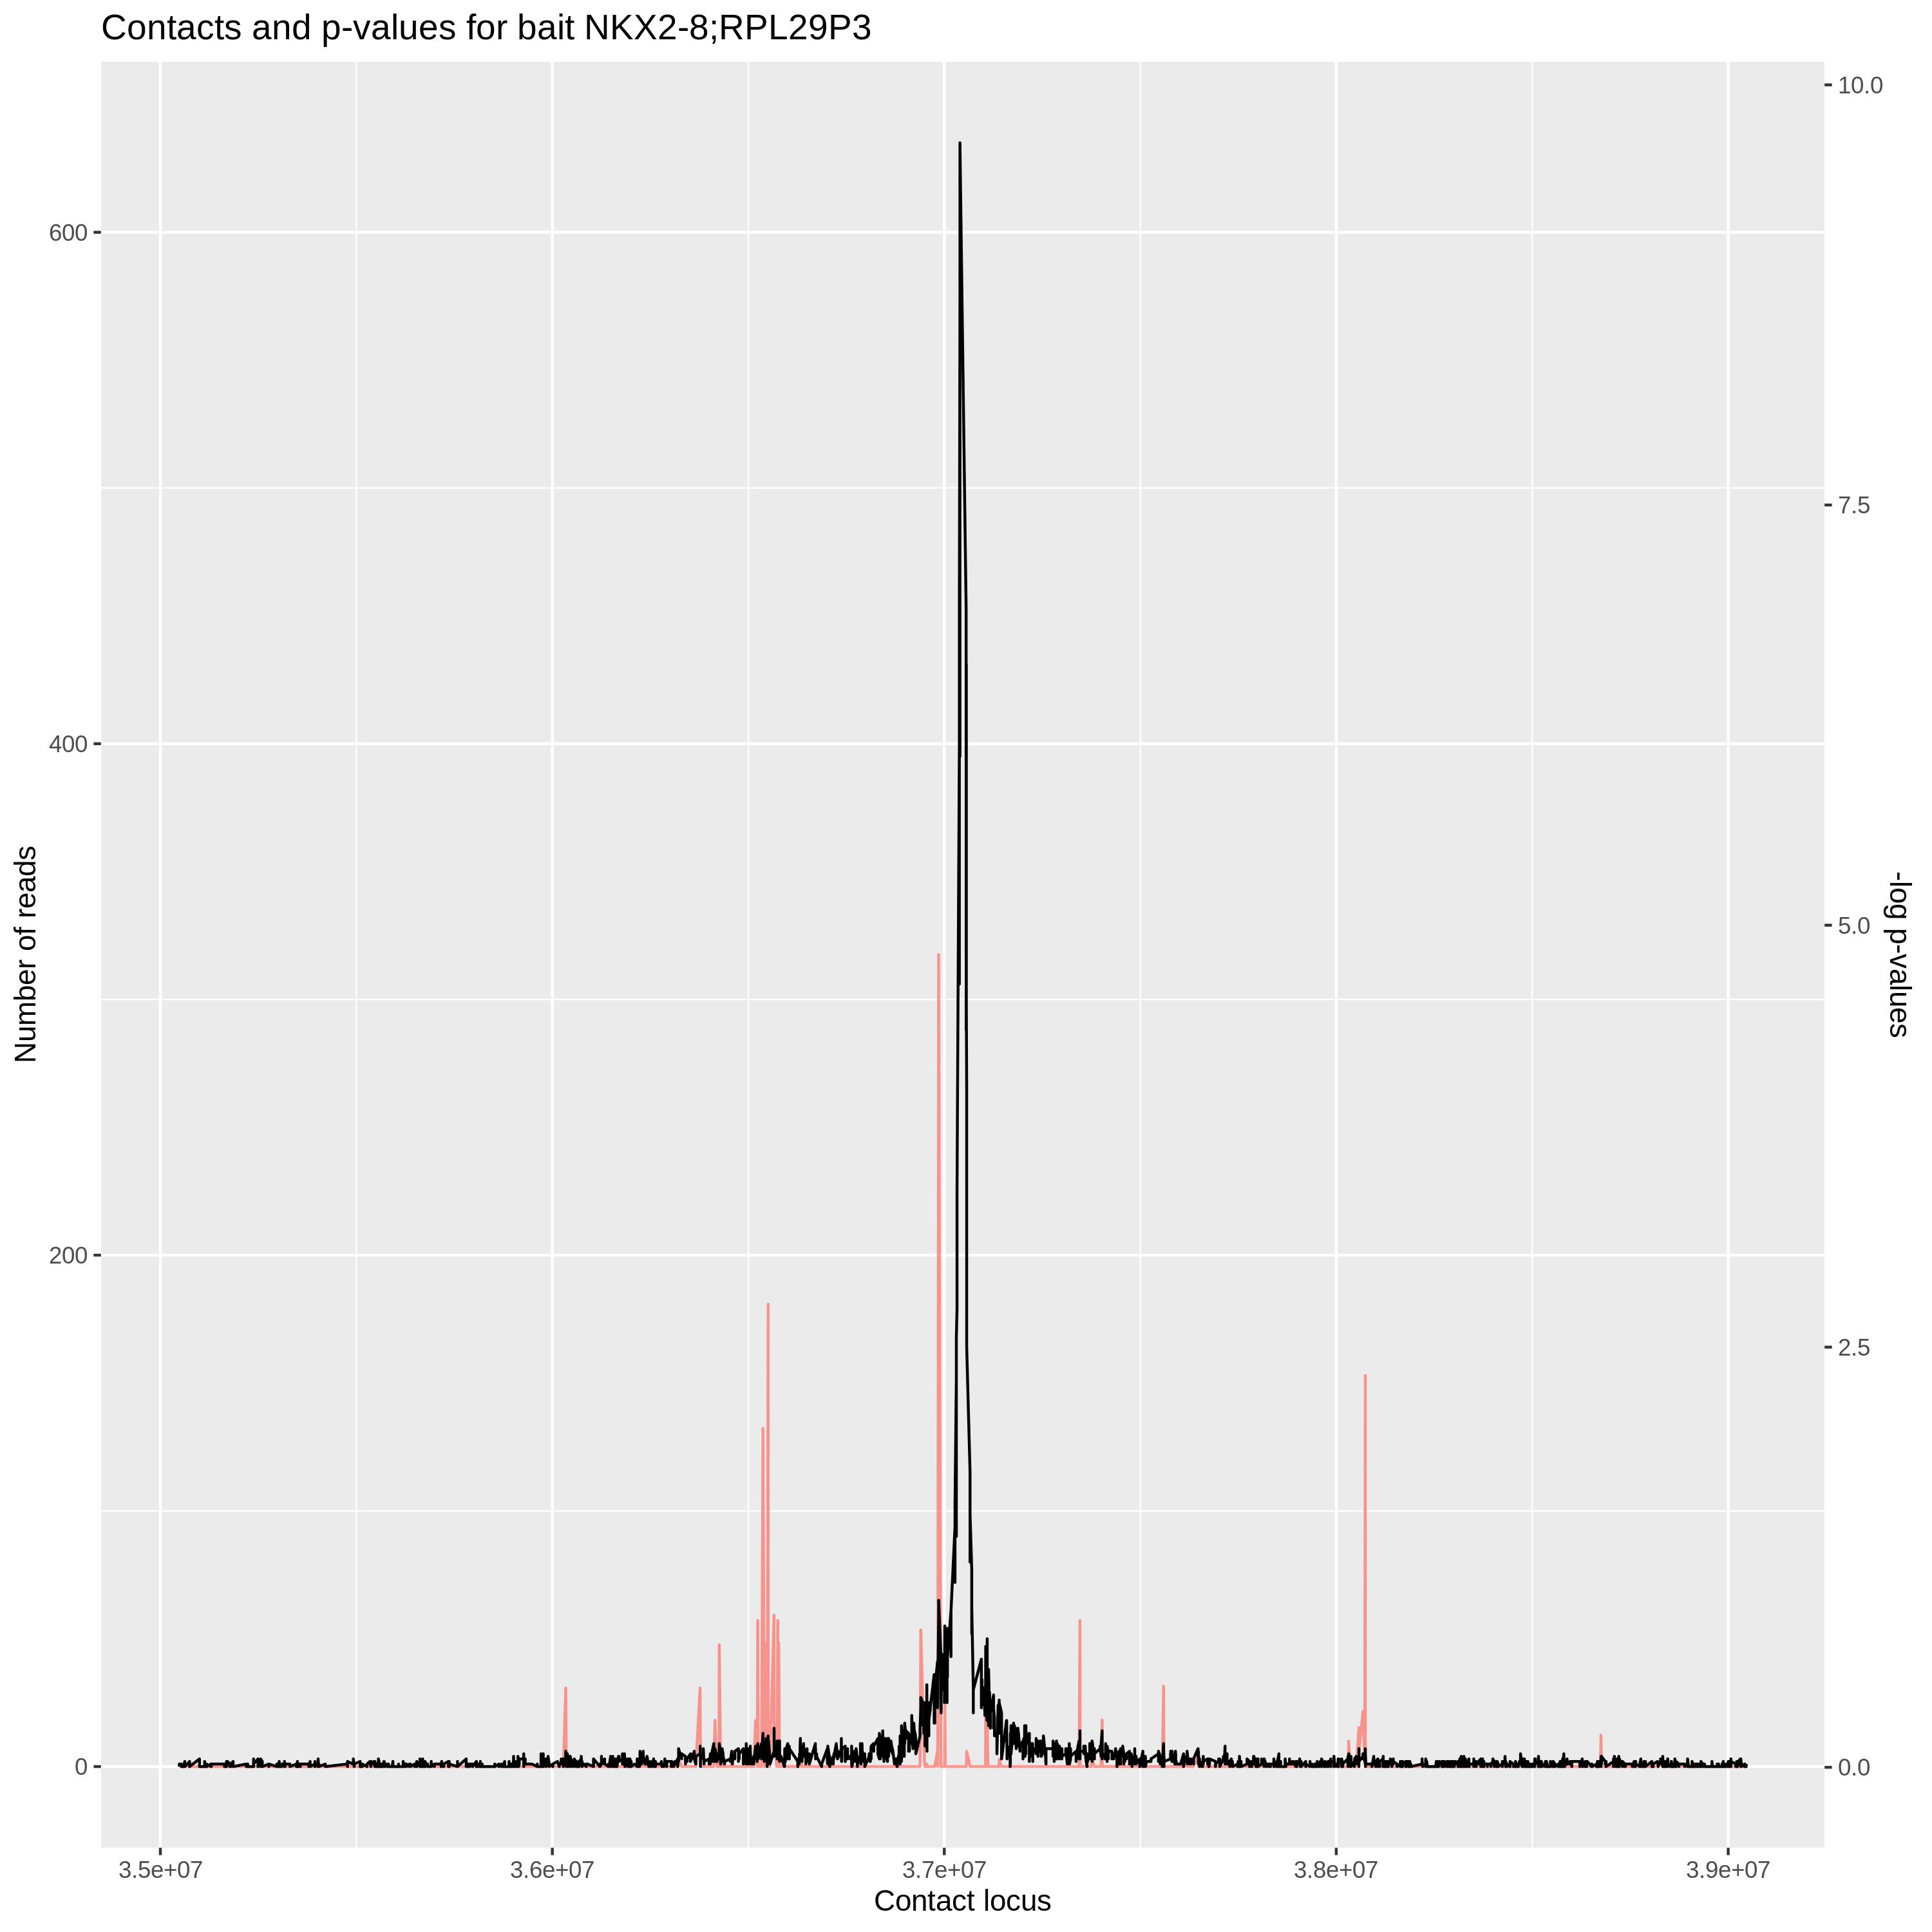 Contacts and p-values for bait NKX2-8;RPL29P3
10.0
600
7.5
400
5.0
Number of reads
-log p-values
200
2.5
0
0.0
3.5e+07 3.6e+07 3.7e+07 3.8e+07 3.9e+07
Contact locus